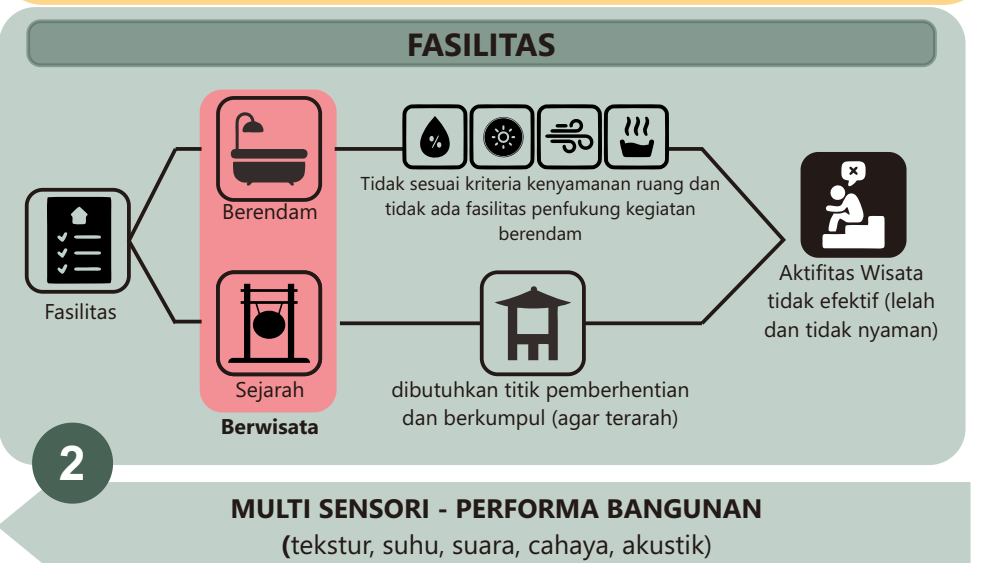 FASILITAS
Fasilitas
Berendam
Sejarah
Berwisata
%
Tidak sesuai kriteria kenyamanan ruang dan
tidak ada fasilitas penfukung kegiatan
berendam
dibutuhkan titik pemberhentian
dan berkumpul (agar terarah)
Aktifitas Wisata
tidak efektif (lelah
dan tidak nyaman)
2
MULTI SENSORI - PERFORMA BANGUNAN
(tekstur, suhu, suara, cahaya, akustik)